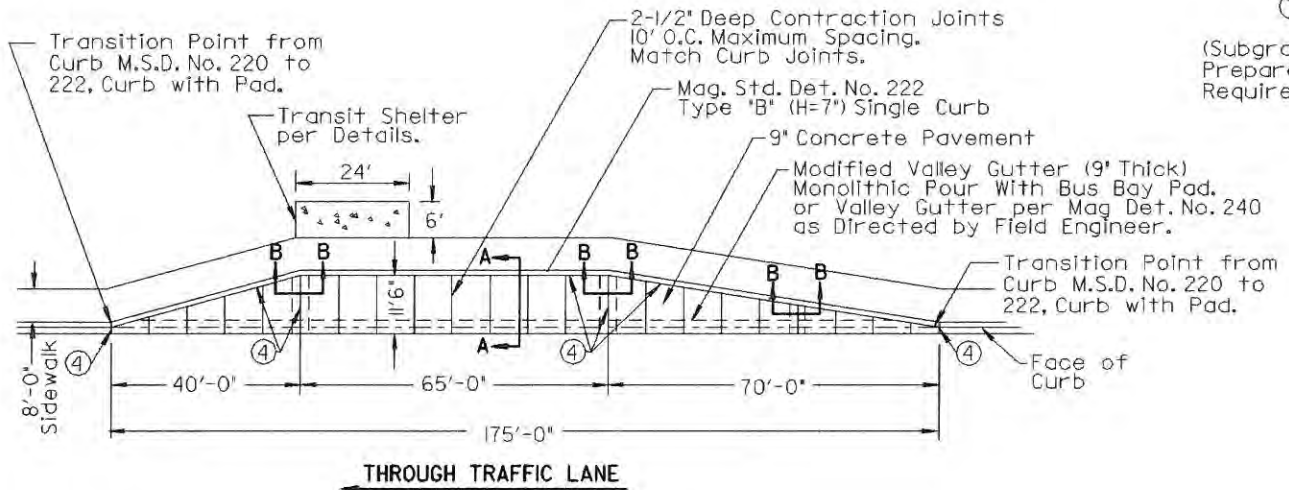 2-1/2" Deep Contraction Joints
10' O.C. Maximum Spacing.
Match Curb Joints.
Transition Point from
Curb M.S.D. No. 220 to
222, Curb with Pad.
Mag. Std. Det. No. 222
Type "B" (H=7") Single Curb
Transit Shelter
per Details.
9" Concrete Pavement
Modified Valley Gutter (9" Thick)
Monolithic Pour With Bus Bay Pad.
or Valley Gutter per Mag Det. No. 240
as Directed by Field Engineer.
24'
6'
B B
A
B B
B B
Transition Point from
Curb M.S.D. No. 220 to
222, Curb with Pad.
11'6"
A
4
4
4
4
Face of
Curb
8'-0"
Sidewalk
40'-0"
65'-0"
70'-0"
175'-0"
THROUGH TRAFFIC LANE